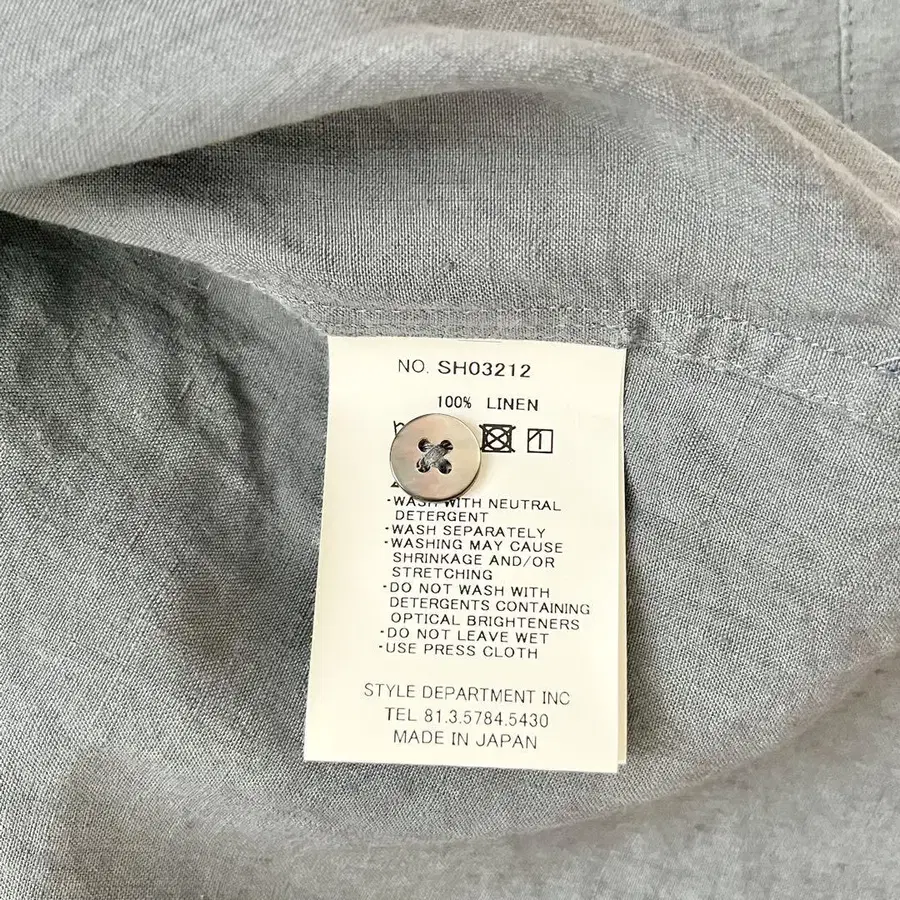 NO. SH03212
100% LINEN
-WASH WITH NEUTRAL
DETERGENT
-WASH SEPARATELY
-WASHING MAY CAUSE
SHRINKAGE AND/OR
STRETCHING
-DO NOT WASH WITH
DETERGENTS CONTAINING
OPTICAL BRIGHTENERS
-DO NOT LEAVE WET
-USE PRESS CLOTH
STYLE DEPARTMENT INC
TEL 81.3.5784.5430
MADE IN JAPAN